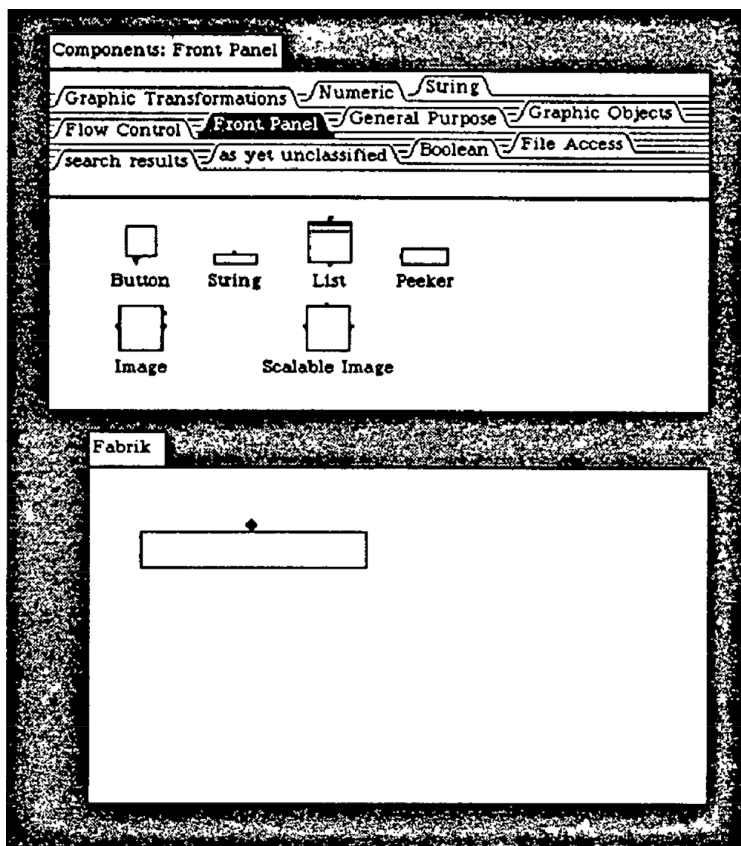 Components: Front Panel
Graphic Transformations Numeric String
Flow Control Front Panel General Purpose Graphic Objects
search results as yet unclassified Boolean File Access
Button String List Peeker
Image Scalable Image
Fabrik